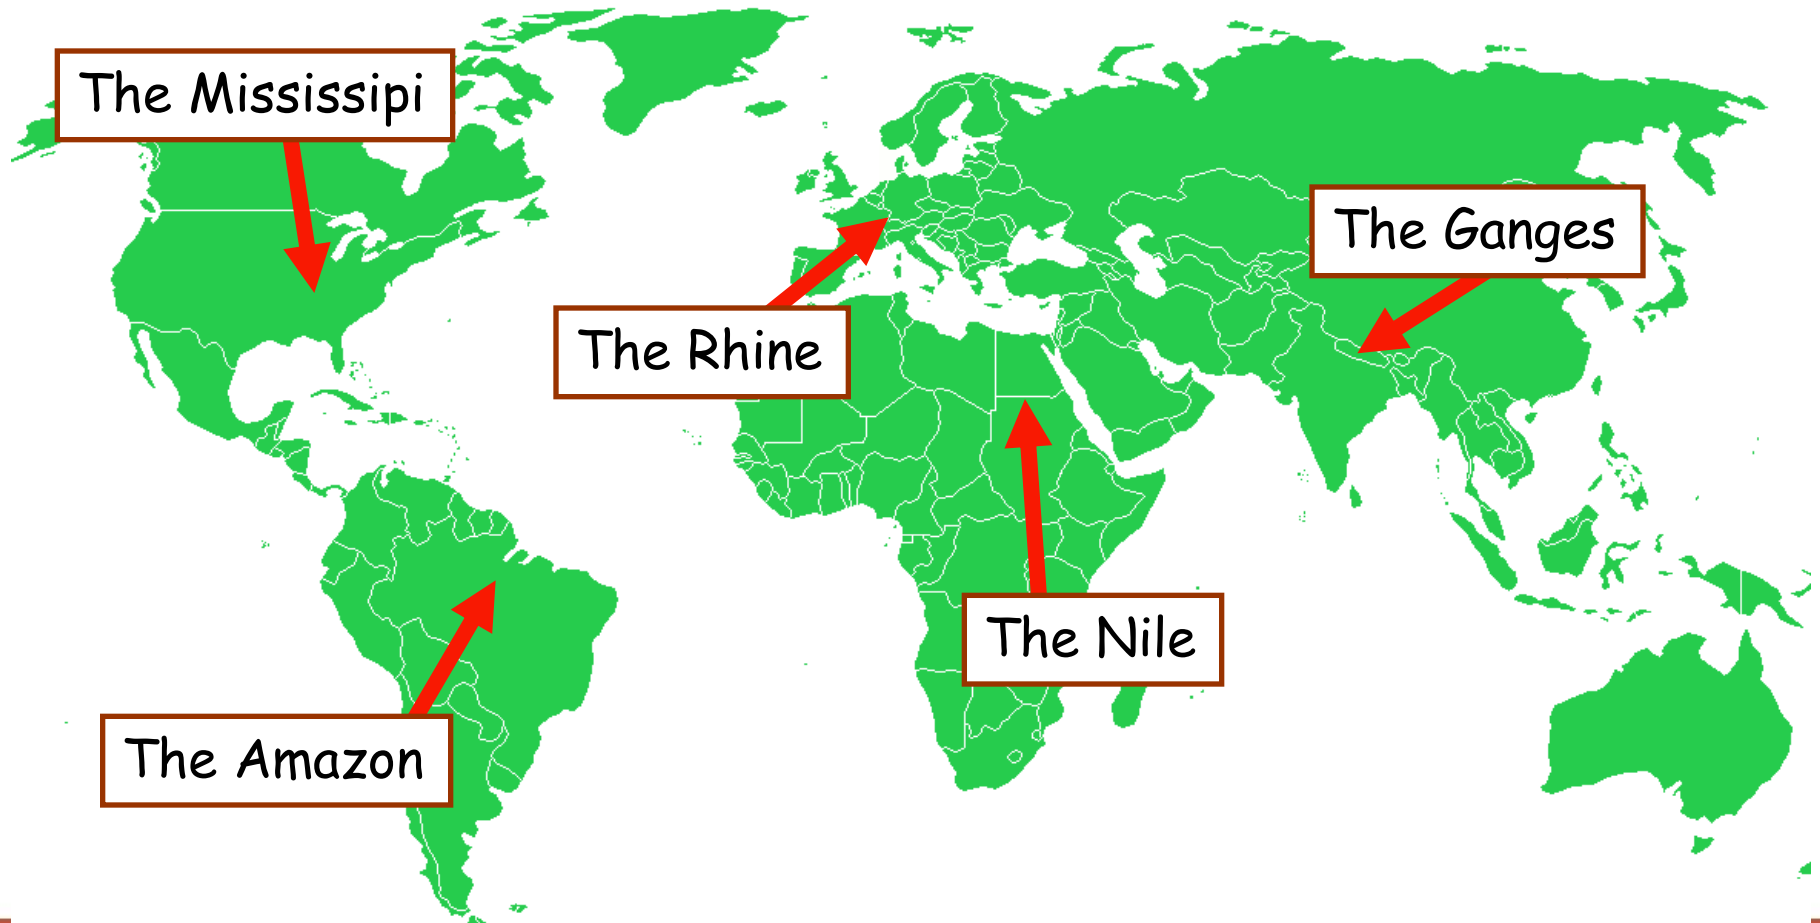 The Mississipi
The Ganges
The Rhine
The Nile
The Amazon